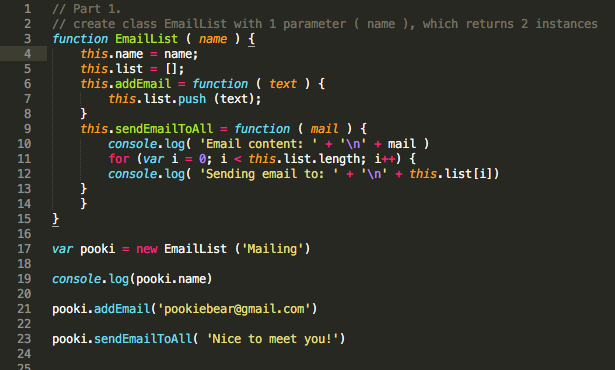 1 // Part 1.
2 // create class EmailList with 1 parameter ( name ), which returns 2 instances
3 function EmailList ( name ) {
4     this.name = name;
5     this.list = [];
6     this.addEmail = function ( text ) {
7         this.list.push (text);
8     }
9     this.sendEmailToAll = function ( mail ) {
10         console.log( 'Email content: ' + '\n' + mail )
11         for (var i = 0; i < this.list.length; i++) {
12         console.log( 'Sending email to: ' + '\n' + this.list[i])
13     }
14     }
15 }
16
17 var pooki = new EmailList ('Mailing')
18
19 console.log(pooki.name)
20
21 pooki.addEmail('pookiebear@gmail.com')
22
23 pooki.sendEmailToAll( 'Nice to meet you!')
24
25